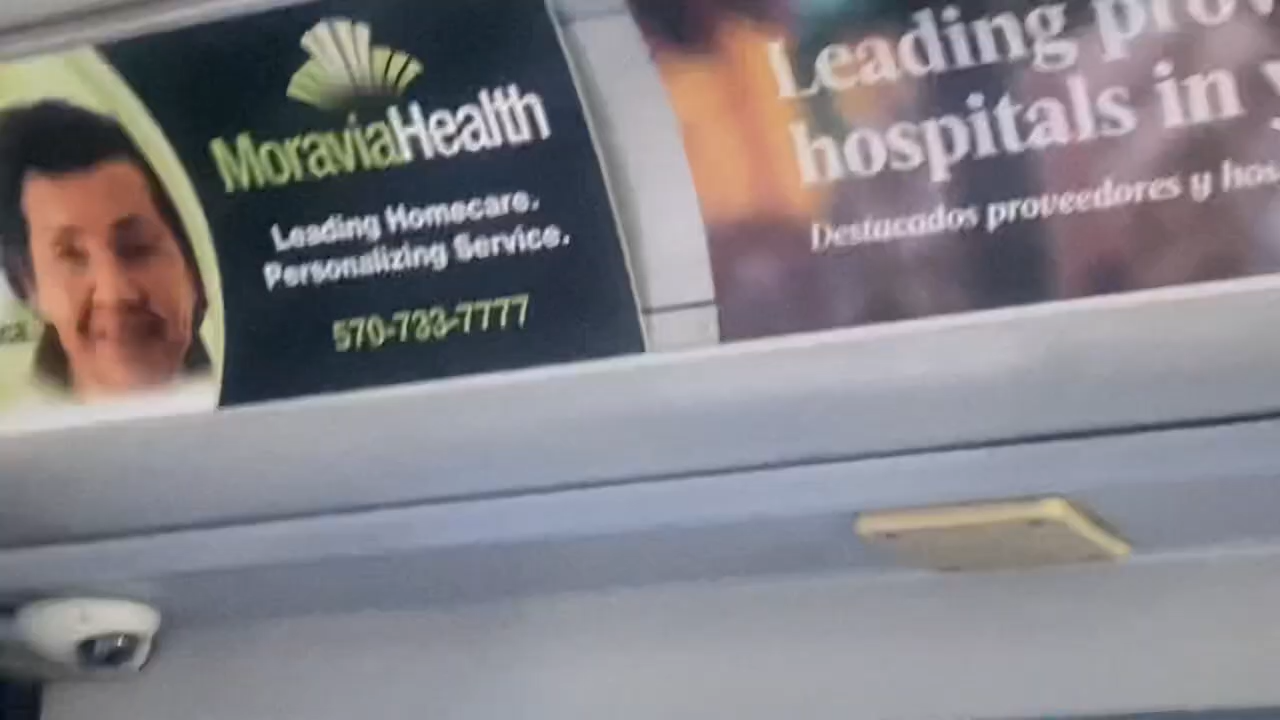 MoraviaHealth
Leading Homecare.
Personalizing Service.
570-733-7777
Leading
hospitals in
Destacados proveedores y